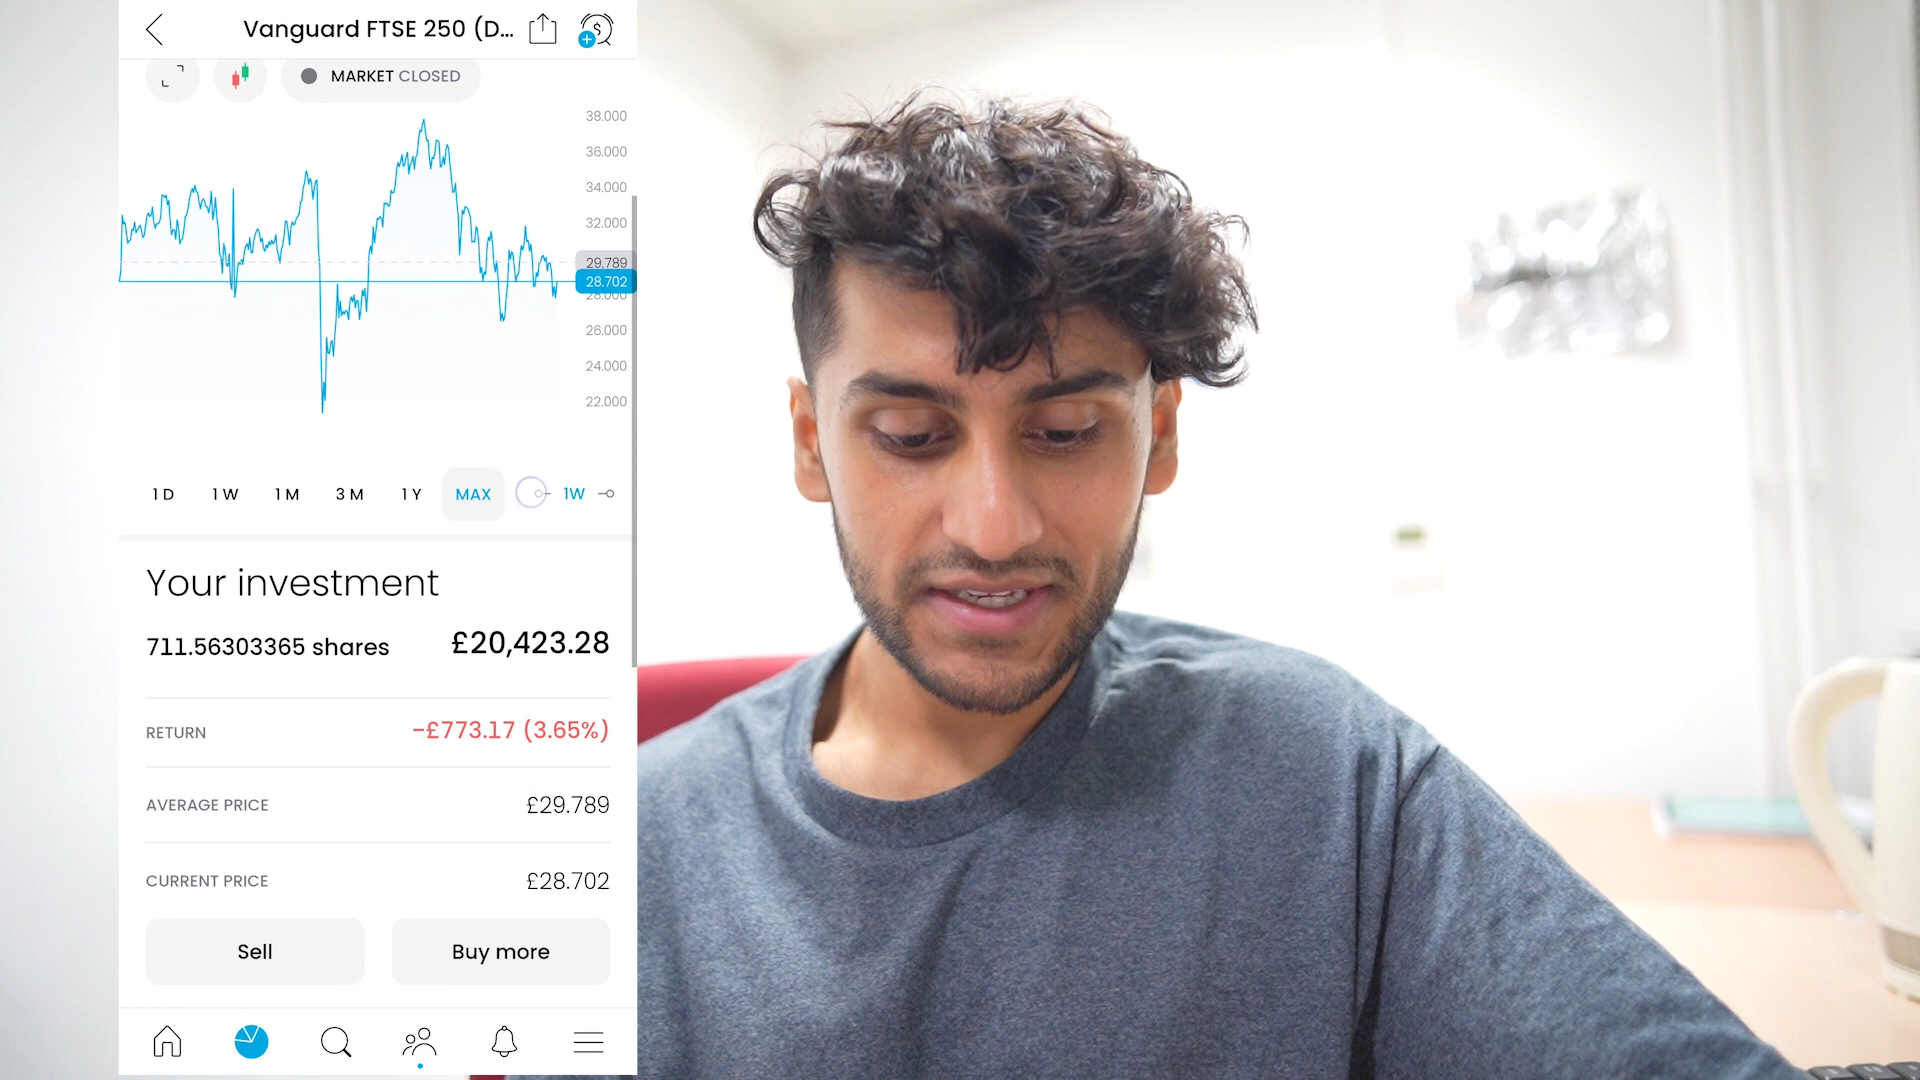 Vanguard FTSE 250 (D...
MARKET CLOSED
38.000
36.000
34.000
32.000
29.789
28.702
28.000
26.000
24.000
22.000
1D 1W 1M 3M 1Y MAX 1W
Your investment
711.56303365 shares £20,423.28
RETURN -£773.17 (3.65%)
AVERAGE PRICE £29.789
CURRENT PRICE £28.702
Sell Buy more